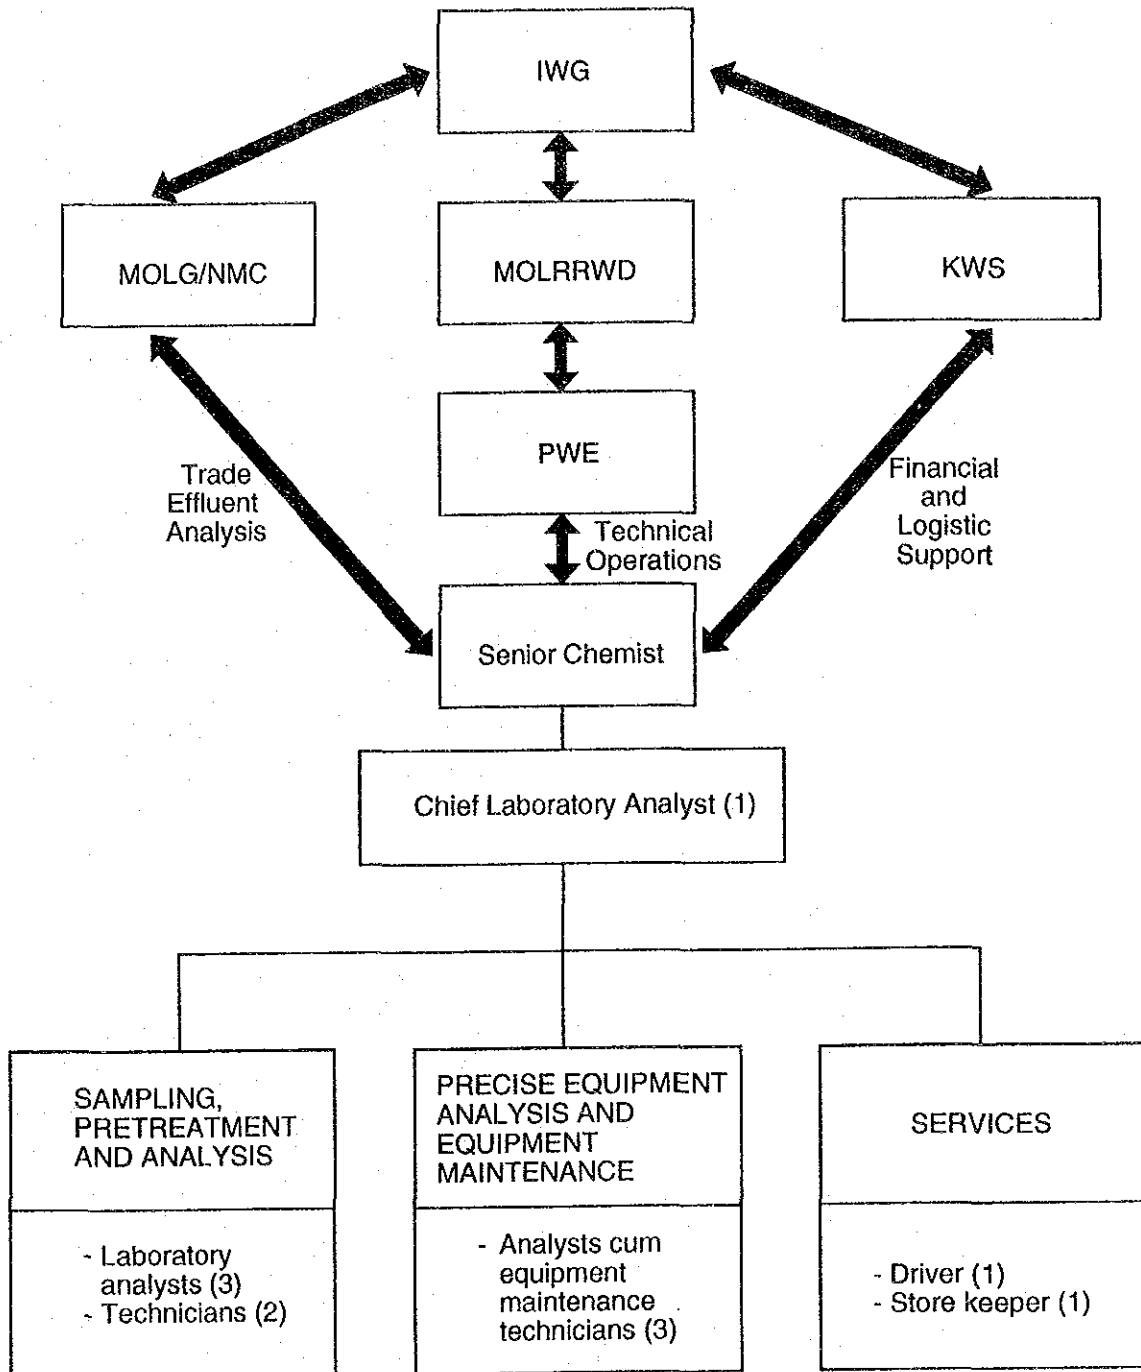 IWG
MOLG/NMC
MOLRRWD
KWS
PWE
Trade
Effluent
Analysis
Technical
Operations
Financial
and
Logistic
Support
Senior Chemist
Chief Laboratory Analyst (1)
SAMPLING,
PRETREATMENT
AND ANALYSIS
- Laboratory
analysts (3)
- Technicians (2)
PRECISE EQUIPMENT
ANALYSIS AND
EQUIPMENT
MAINTENANCE
- Analysts cum
equipment
maintenance
technicians (3)
SERVICES
- Driver (1)
- Store keeper (1)